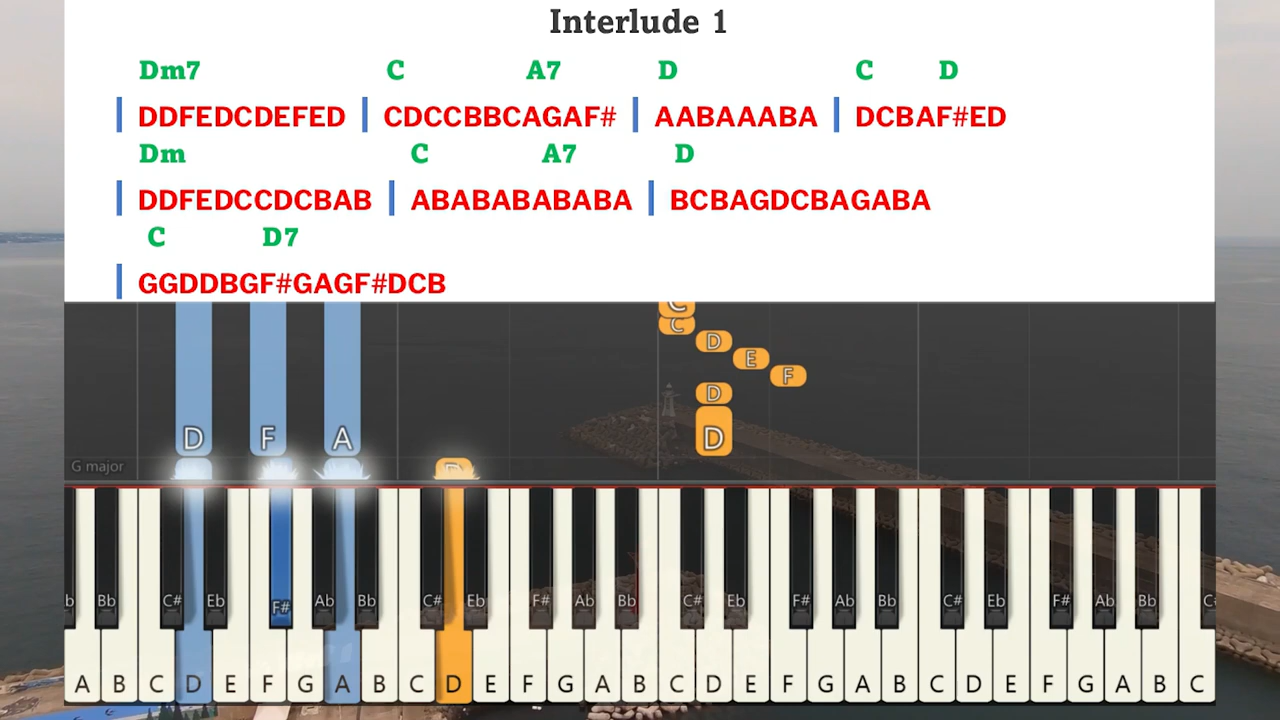 Interlude 1
Dm7 C A7 D C D
| DDFEDCDEFED | CDCCBBCAGAF# | AABAAABA | DCBAF#ED
Dm C A7 D
| DDFEDCCDCBAB | ABABABABABA | BCBAGDCBAGABA
C D7
| GGDDBGF#GAGF#DCB
C
C
D
E
F
D
D F A D
G major
D
b Bb C# Eb F# Ab Bb C# Eb F# Ab Bb C# Eb F# Ab Bb C# Eb F# Ab Bb C
A B C D E F G A B C D E F G A B C D E F G A B C D E F G A B C